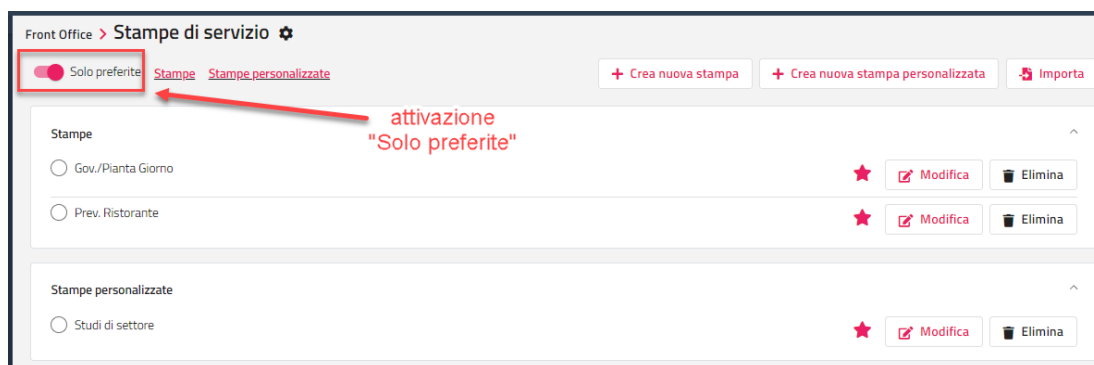 Front Office > Stampe di servizio
Solo preferite Stampe Stampe personalizzate + Crea nuova stampa + Crea nuova stampa personalizzata Importa
attivazione
"Solo preferite"
Stampe
Gov./Pianta Giorno Modifica Elimina
Prev. Ristorante Modifica Elimina
Stampe personalizzate
Studi di settore Modifica Elimina